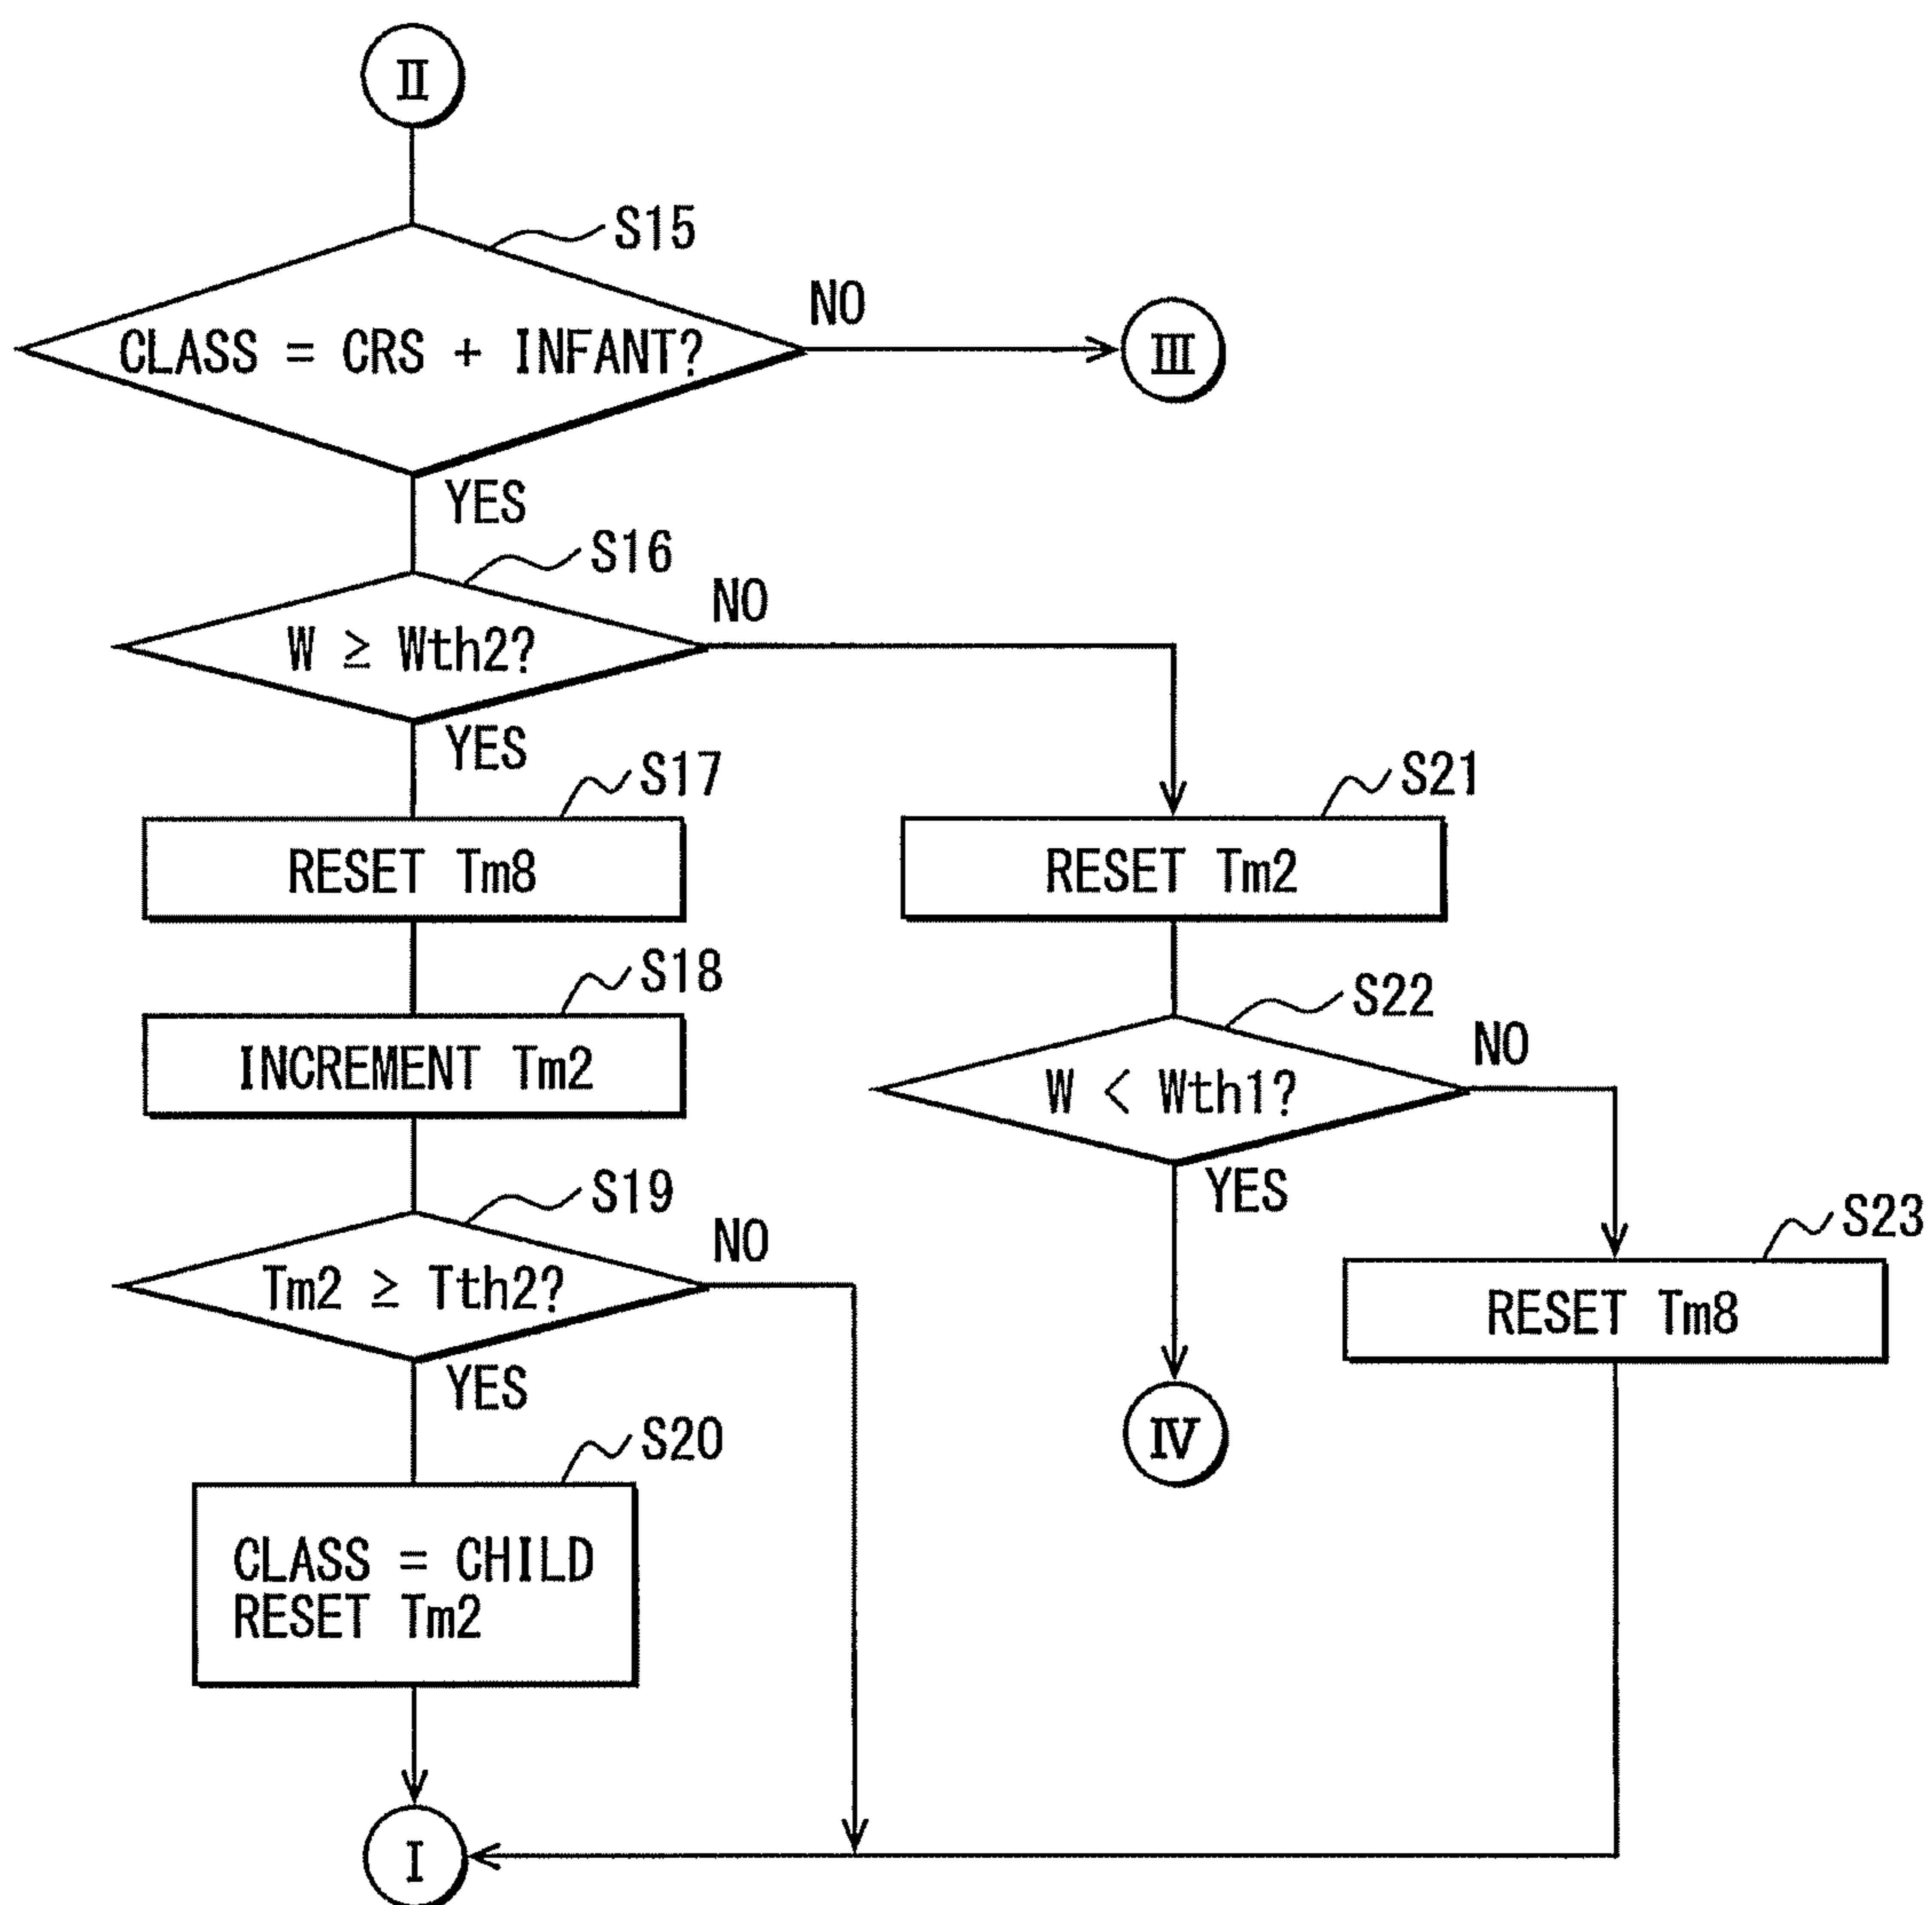 II
S15
CLASS = CRS + INFANT?
NO
III
YES
S16
W ≥ Wth2?
NO
YES
S17
RESET Tm8
S21
RESET Tm2
S18
INCREMENT Tm2
S22
W < Wth1?
NO
YES
S19
Tm2 ≥ Tth2?
NO
YES
S23
RESET Tm8
IV
S20
CLASS = CHILD
RESET Tm2
I